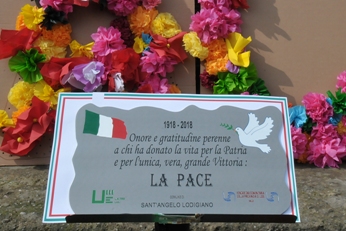 1918 - 2018
Onore e gratitudine perenne
a chi ha donato la vita per la Patria
e per l'unica, vera, grande Vittoria :
LA PACE
SANT'ANGELO LODIGIANO